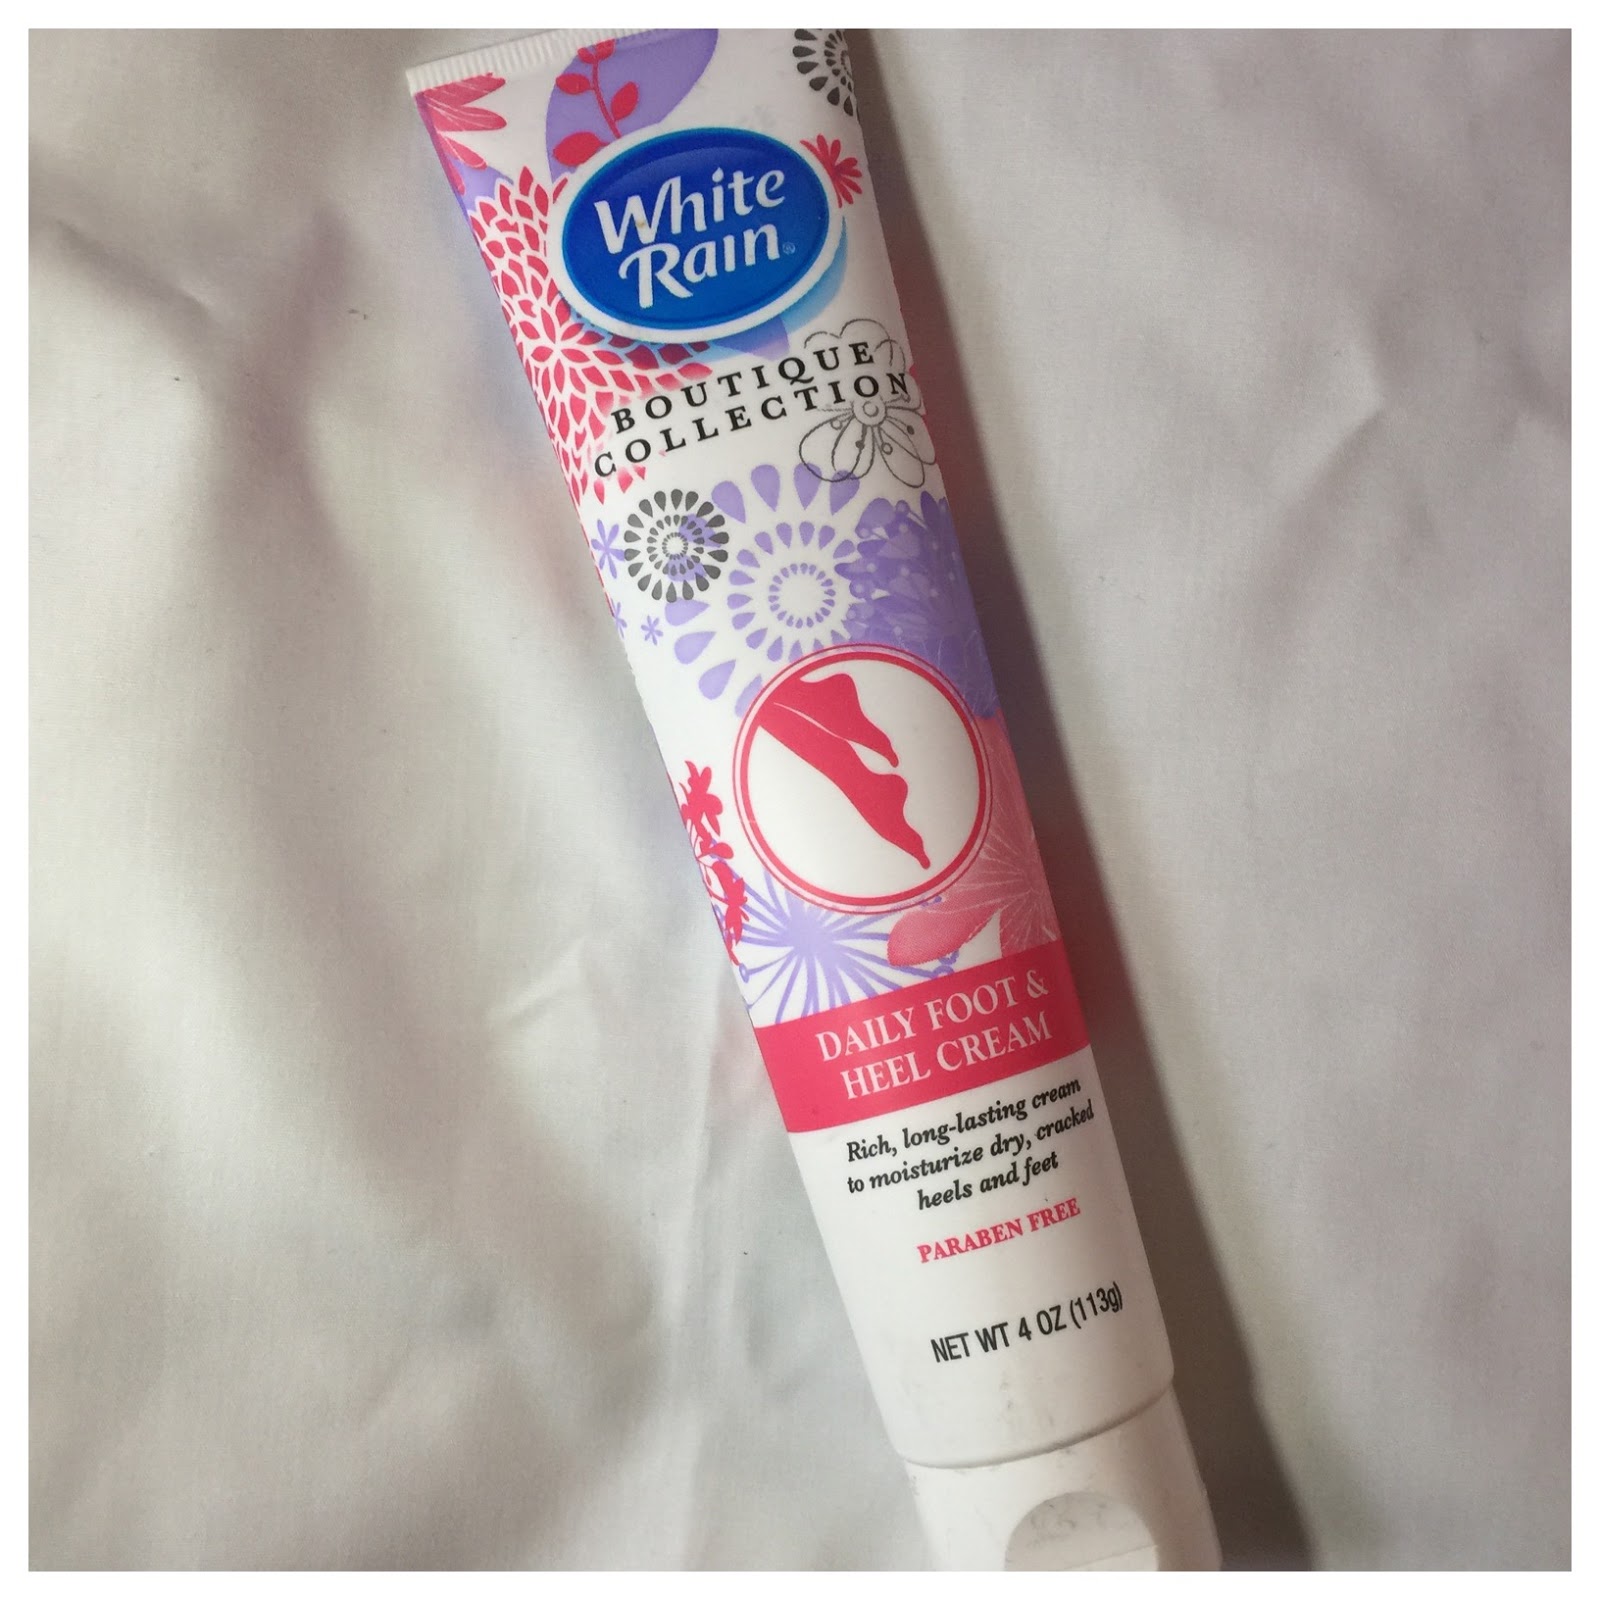 White
Rain®
BOUTIQUE
COLLECTION
DAILY FOOT &
HEEL CREAM
Rich, long-lasting cream
to moisturize dry, cracked
heels and feet
PARABEN FREE
NET WT 4 OZ (113g)